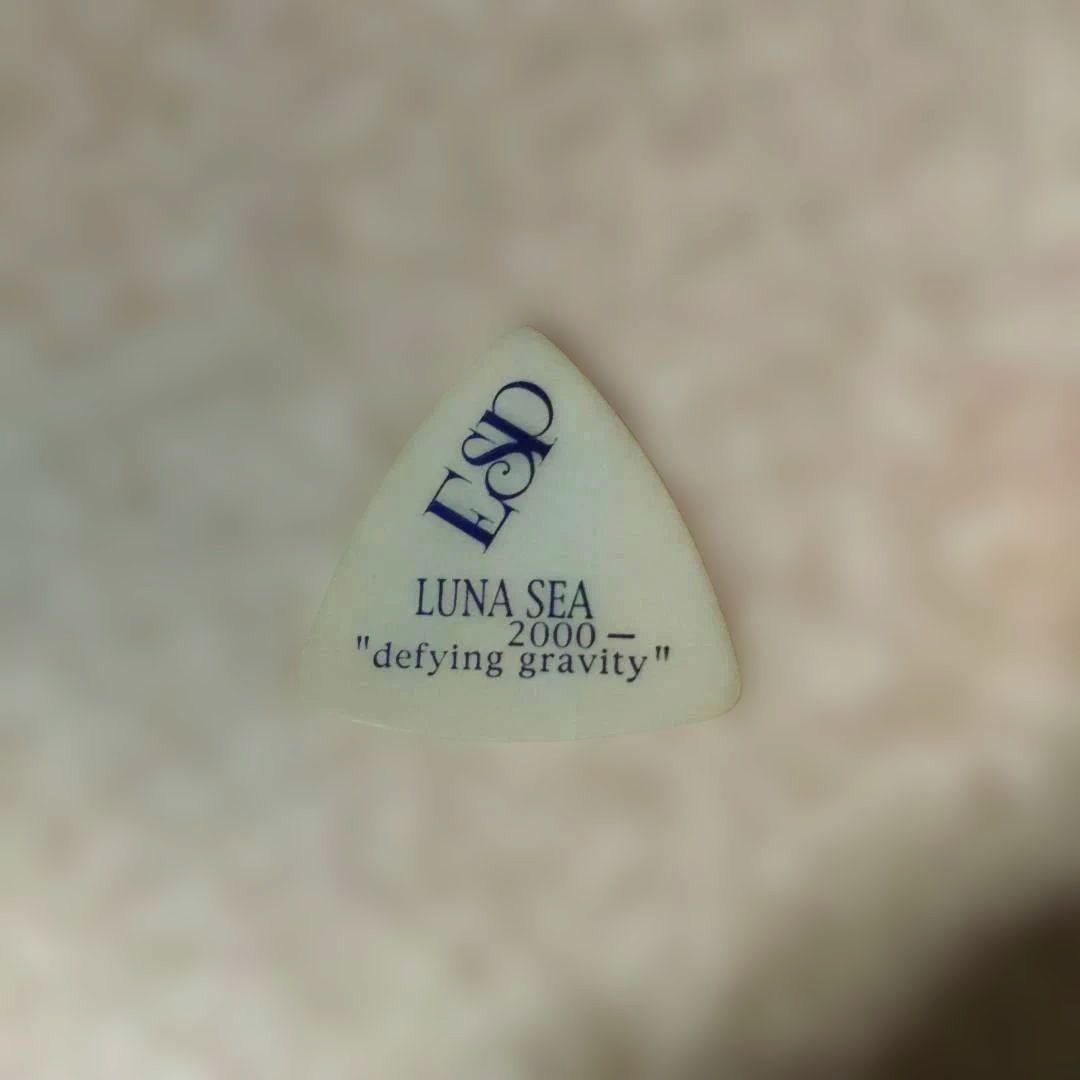 ESP
LUNA SEA
2000 —
"defying gravity"